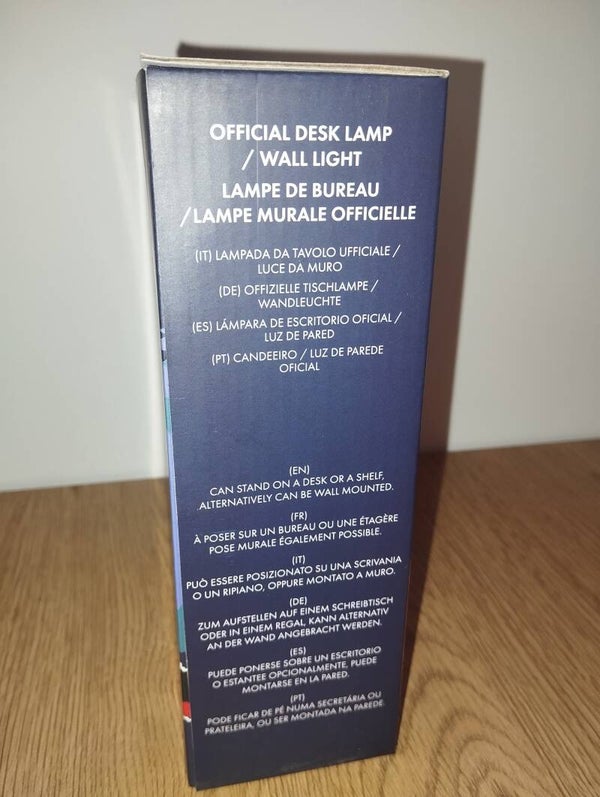 OFFICIAL DESK LAMP
/ WALL LIGHT
LAMPE DE BUREAU
/LAMPE MURALE OFFICIELLE
(IT) LAMPADA DA TAVOLO UFFICIALE /
LUCE DA MURO
(DE) OFFIZIELLE TISCHLAMPE /
WANDLEUCHTE
(ES) LÁMPARA DE ESCRITORIO OFICIAL /
LUZ DE PARED
(PT) CANDEEIRO / LUZ DE PAREDE
OFICIAL
(EN)
CAN STAND ON A DESK OR A SHELF,
ALTERNATIVELY CAN BE WALL MOUNTED.
(FR)
À POSER SUR UN BUREAU OU UNE ÉTAGÈRE
POSE MURALE ÉGALEMENT POSSIBLE.
(IT)
PUÒ ESSERE POSIZIONATO SU UNA SCRIVANIA
O UN RIPIANO, OPPURE MONTATO A MURO.
(DE)
ZUM AUFSTELLEN AUF EINEM SCHREIBTISCH
ODER IN EINEM REGAL, KANN ALTERNATIV
AN DER WAND ANGEBRACHT WERDEN.
(ES)
PUEDE PONERSE SOBRE UN ESCRITORIO
O ESTANTEE OPCIONALMENTE, PUEDE
MONTARSE EN LA PARED.
(PT)
PODE FICAR DE PÉ NUMA SECRETÁRIA OU
PRATELEIRA, OU SER MONTADA NA PAREDE.